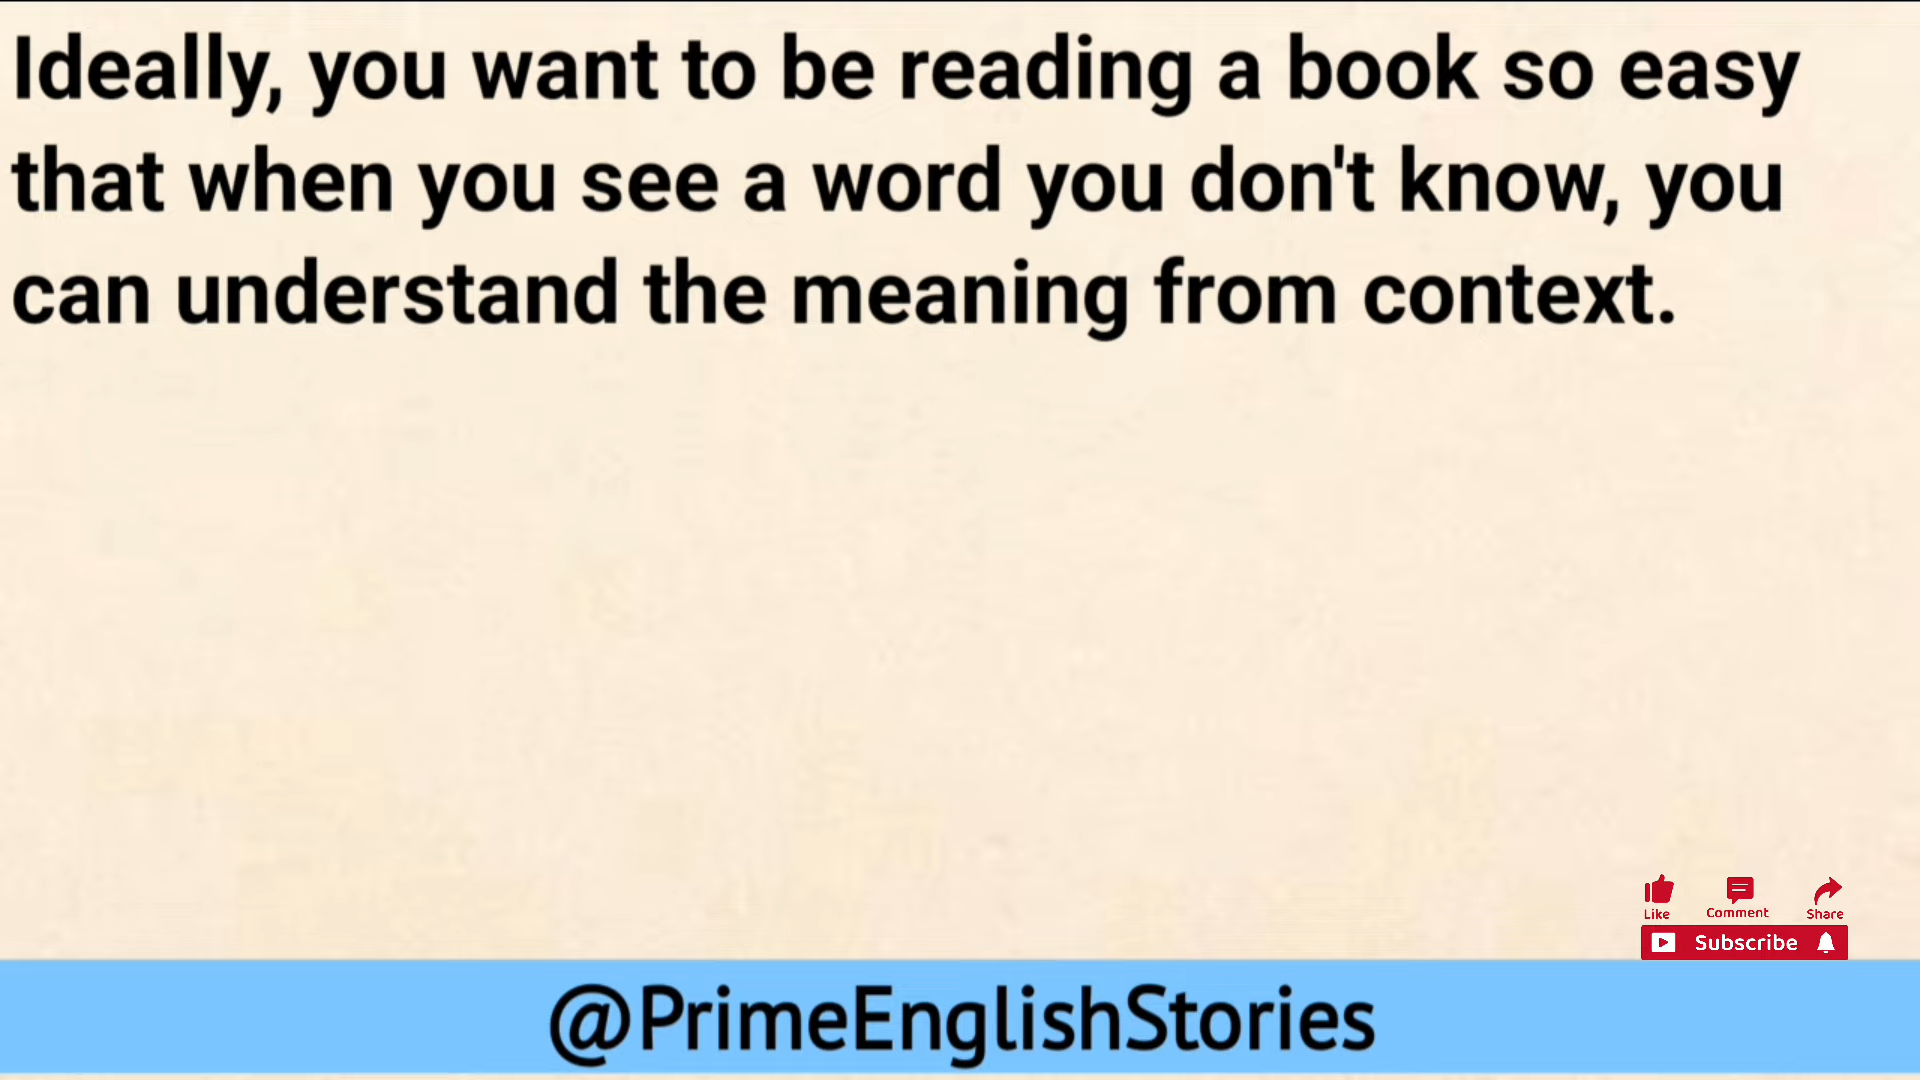 Ideally, you want to be reading a book so easy
that when you see a word you don't know, you
can understand the meaning from context.
Like Comment Share
Subscribe
@PrimeEnglishStories